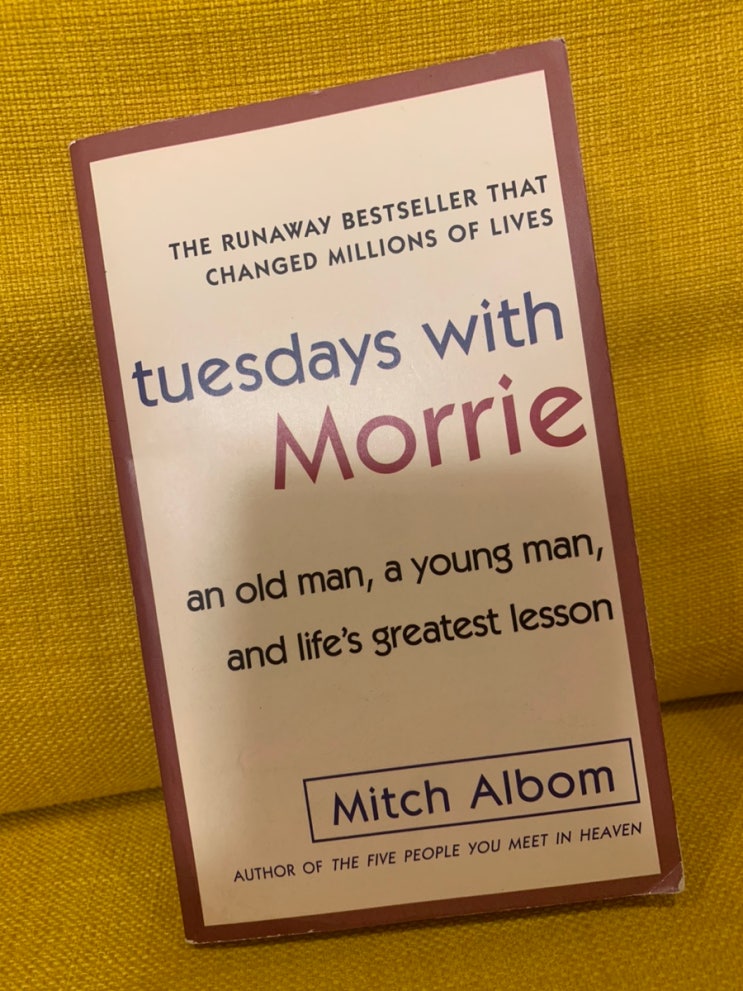 THE RUNAWAY BESTSELLER THAT
CHANGED MILLIONS OF LIVES
tuesdays with
Morrie
an old man, a young man,
and life's greatest lesson
Mitch Albom
AUTHOR OF THE FIVE PEOPLE YOU MEET IN HEAVEN